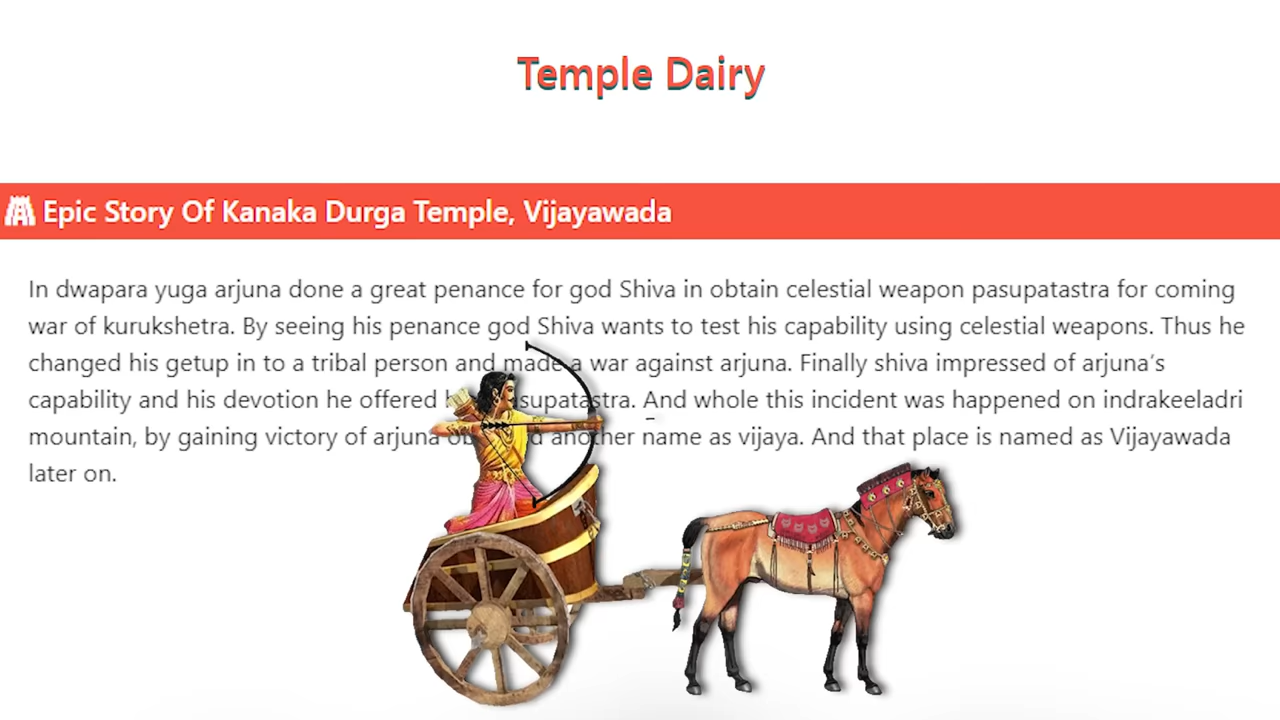 Temple Dairy
Epic Story Of Kanaka Durga Temple, Vijayawada
In dwapara yuga arjuna done a great penance for god Shiva in obtain celestial weapon pasupatastra for coming
war of kurukshetra. By seeing his penance god Shiva wants to test his capability using celestial weapons. Thus he
changed his getup in to a tribal person and made a war against arjuna. Finally shiva impressed of arjuna's
capability and his devotion he offered supatastra. And whole this incident was happened on indrakeeladri
mountain, by gaining victory of arjuna another name as vijaya. And that place is named as Vijayawada
later on.